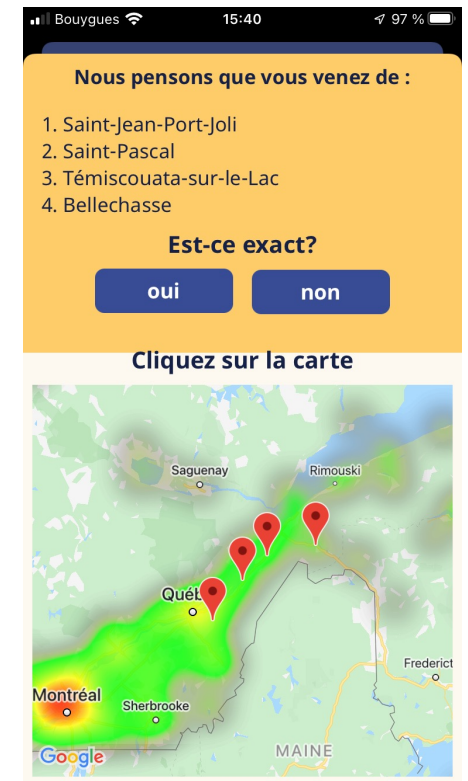 Bouygues 15:40 97 %
Nous pensons que vous venez de :
1. Saint-Jean-Port-Joli
2. Saint-Pascal
3. Témiscouata-sur-le-Lac
4. Bellechasse
Est-ce exact?
oui non
Cliquez sur la carte
Saguenay Rimouski
Québ
Frederict
Montréal
Sherbrooke
MAINE
Google